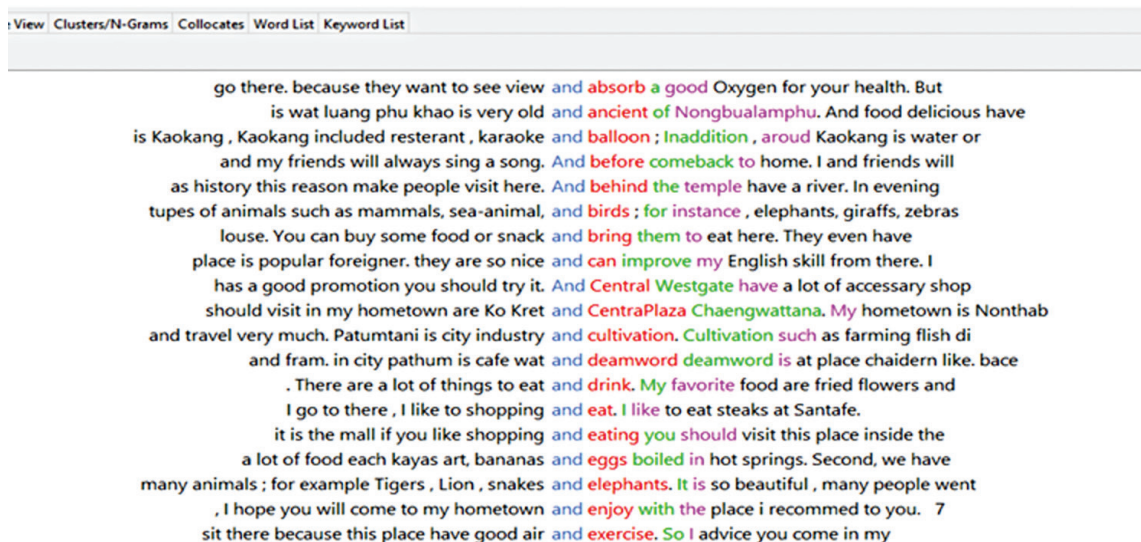 View Clusters/N-Grams Collocates Word List Keyword List
go there. because they want to see view and absorb a good Oxygen for your health. But
is wat luang phu khao is very old and ancient of Nongbualamphu. And food delicious have
is Kaokang , Kaokang included resterant , karaoke and balloon ; Inaddition , aroud Kaokang is water or
and my friends will always sing a song. And before comeback to home. I and friends will
as history this reason make people visit here. And behind the temple have a river. In evening
tupes of animals such as mammals, sea-animal, and birds ; for instance , elephants, giraffs, zebras
louse. You can buy some food or snack and bring them to eat here. They even have
place is popular foreigner. they are so nice and can improve my English skill from there. I
has a good promotion you should try it. And Central Westgate have a lot of accessary shop
should visit in my hometown are Ko Kret and CentraPlaza Chaengwattana. My hometown is Nonthab
and travel very much. Patumtani is city industry and cultivation. Cultivation such as farming flish di
and fram. in city pathum is cafe wat and deamword deamword is at place chaidern like. bace
. There are a lot of things to eat and drink. My favorite food are fried flowers and
I go to there , I like to shopping and eat. I like to eat steaks at Santafe.
it is the mall if you like shopping and eating you should visit this place inside the
a lot of food each kayas art, bananas and eggs boiled in hot springs. Second, we have
many animals ; for example Tigers , Lion , snakes and elephants. It is so beautiful , many people went
, I hope you will come to my hometown and enjoy with the place i recommed to you. 7
sit there because this place have good air and exercise. So I advice you come in my